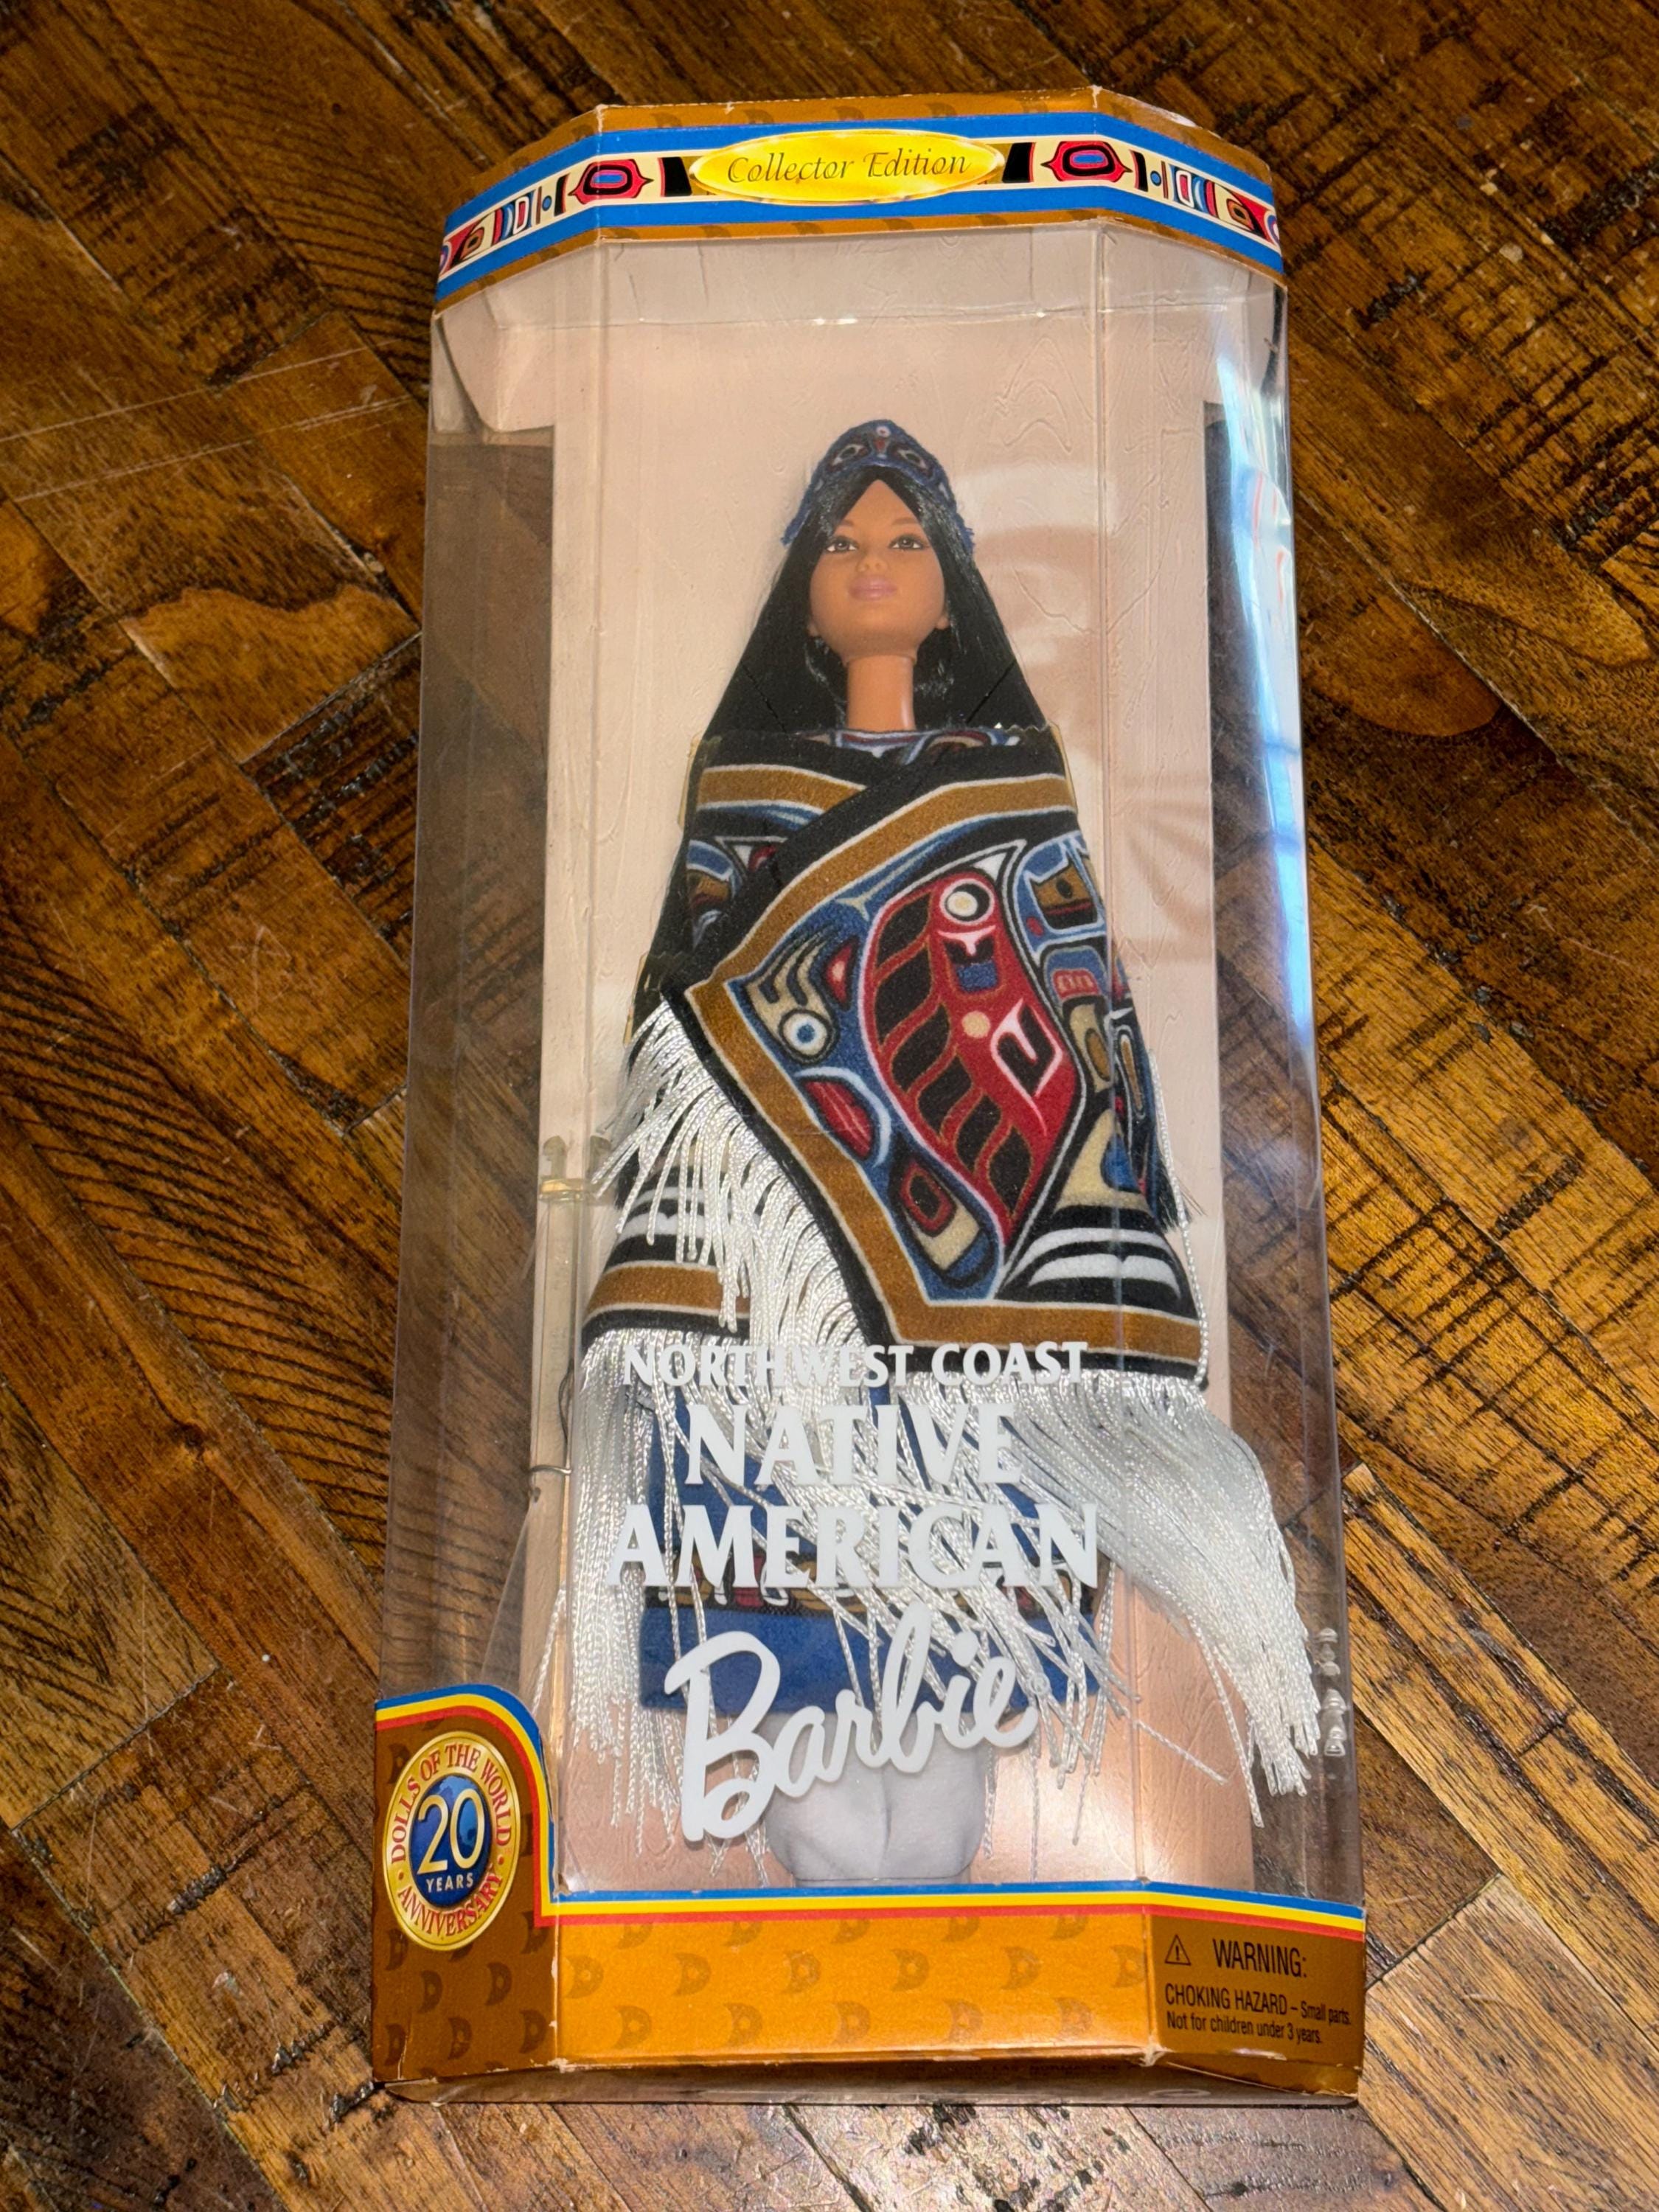 Collector Edition
NORTHWEST COAST
NATIVE
AMERICAN
Barbie
DOLLS OF THE WORLD
20
YEARS
ANNIVERSARY
WARNING:
CHOKING HAZARD – Small parts.
Not for children under 3 years.